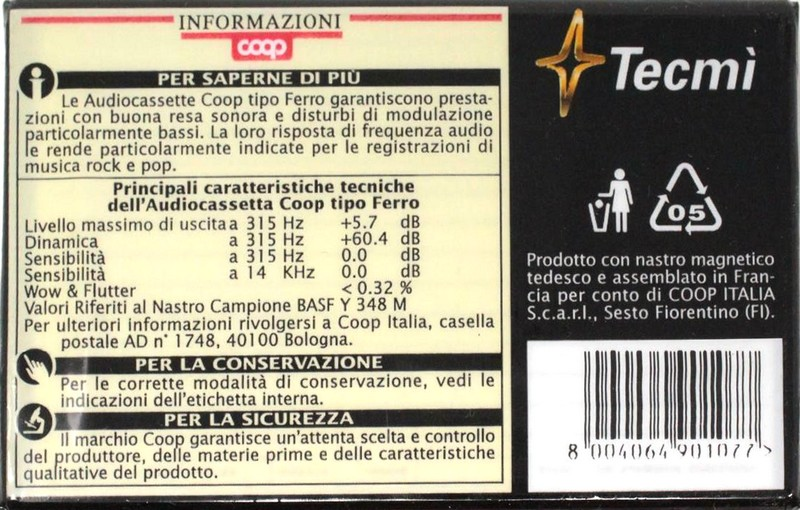 INFORMAZIONI
coop
PER SAPERNE DI PIÙ
Le Audiocassette Coop tipo Ferro garantiscono presta-
zioni con buona resa sonora e disturbi di modulazione
particolarmente bassi. La loro risposta di frequenza audio
le rende particolarmente indicate per le registrazioni di
musica rock e pop.
Principali caratteristiche tecniche
dell'Audiocassetta Coop tipo Ferro
Livello massimo di uscita a 315 Hz +5.7 dB
Dinamica a 315 Hz +60.4 dB
Sensibilità a 315 Hz 0.0 dB
Sensibilità a 14 KHz 0.0 dB
Wow & Flutter < 0.32 %
Valori Riferiti al Nastro Campione BASF Y 348 M
Per ulteriori informazioni rivolgersi a Coop Italia, casella
postale AD n° 1748, 40100 Bologna.
PER LA CONSERVAZIONE
Per le corrette modalità di conservazione, vedi le
indicazioni dell'etichetta interna.
PER LA SICUREZZA
Il marchio Coop garantisce un'attenta scelta e controllo
del produttore, delle materie prime e delle caratteristiche
qualitative del prodotto.
Tecmì
05
Prodotto con nastro magnetico
tedesco e assemblato in Fran-
cia per conto di COOP ITALIA
S.c.a.r.l., Sesto Fiorentino (FI).
8 004064 901077 >